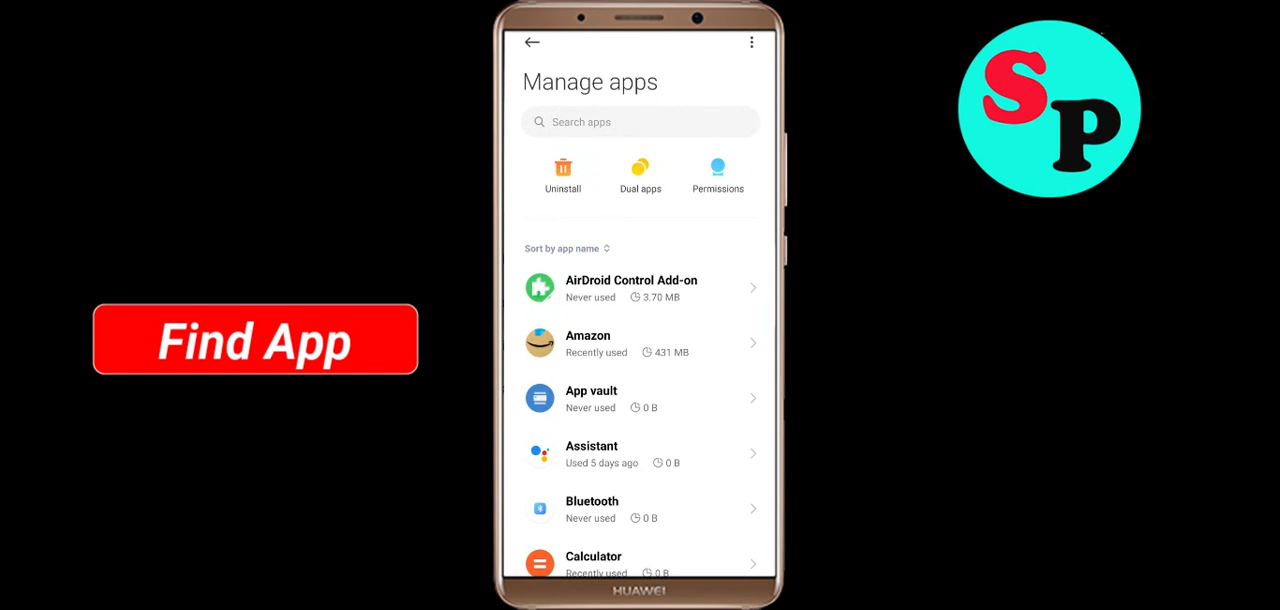 Manage apps
Search apps
Uninstall
Dual apps
Permissions
Sort by app name
AirDroid Control Add-on
Never used 3.70 MB
Amazon
Recently used 431 MB
App vault
Never used 0 B
Assistant
Used 5 days ago 0 B
Bluetooth
Never used 0 B
Calculator
Recently used 0 B
HUAWEI
Find App
SP